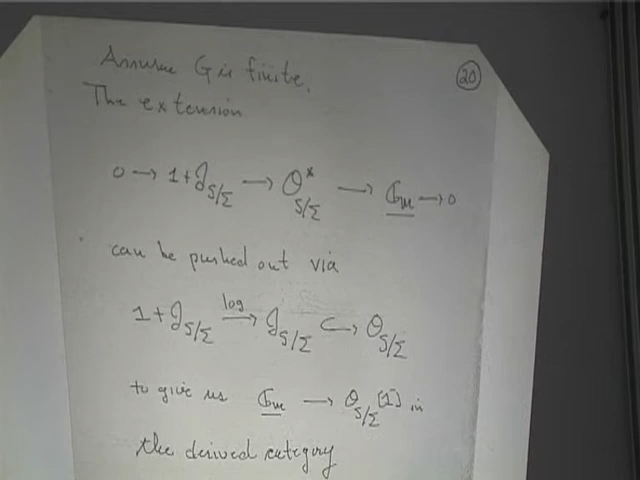 Assume G is finite.
20
The extension
0 → 1+𝒥_{S/Σ} → 𝒪*_{S/Σ} → G_m → 0
can be pushed out via
1+𝒥_{S/Σ} —log→ 𝒥_{S/Σ} ↪ 𝒪_{S/Σ}
to give us G_m → 𝒪_{S/Σ}[1] in
the derived category